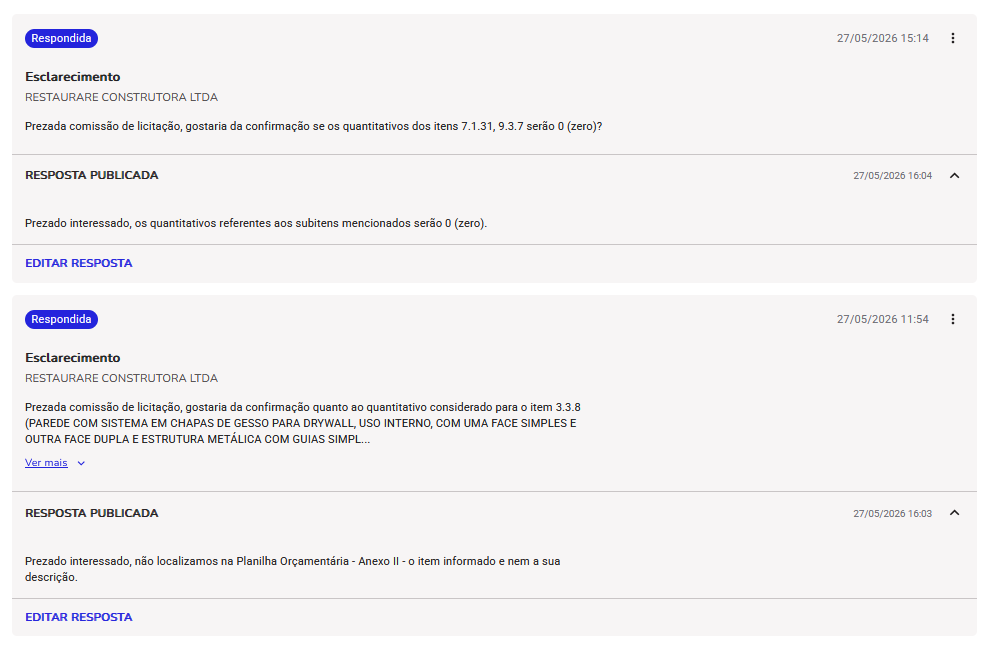 Respondida
27/05/2026 15:14
Esclarecimento
RESTAURARE CONSTRUTORA LTDA
Prezada comissão de licitação, gostaria da confirmação se os quantitativos dos itens 7.1.31, 9.3.7 serão 0 (zero)?
RESPOSTA PUBLICADA
27/05/2026 16:04
Prezado interessado, os quantitativos referentes aos subitens mencionados serão 0 (zero).
EDITAR RESPOSTA
Respondida
27/05/2026 11:54
Esclarecimento
RESTAURARE CONSTRUTORA LTDA
Prezada comissão de licitação, gostaria da confirmação quanto ao quantitativo considerado para o item 3.3.8
(PAREDE COM SISTEMA EM CHAPAS DE GESSO PARA DRYWALL, USO INTERNO, COM UMA FACE SIMPLES E
OUTRA FACE DUPLA E ESTRUTURA METÁLICA COM GUIAS SIMPL...
Ver mais
RESPOSTA PUBLICADA
27/05/2026 16:03
Prezado interessado, não localizamos na Planilha Orçamentária - Anexo II - o item informado e nem a sua
descrição.
EDITAR RESPOSTA